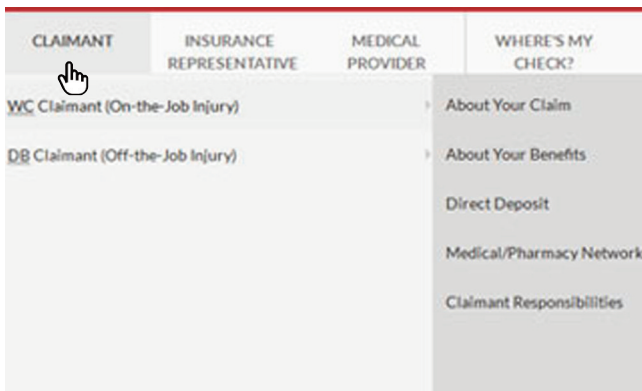 CLAIMANT
INSURANCE
REPRESENTATIVE
MEDICAL
PROVIDER
WHERE'S MY
CHECK?
WC Claimant (On-the-Job Injury)
DB Claimant (Off-the-Job Injury)
About Your Claim
About Your Benefits
Direct Deposit
Medical/Pharmacy Network
Claimant Responsibilities